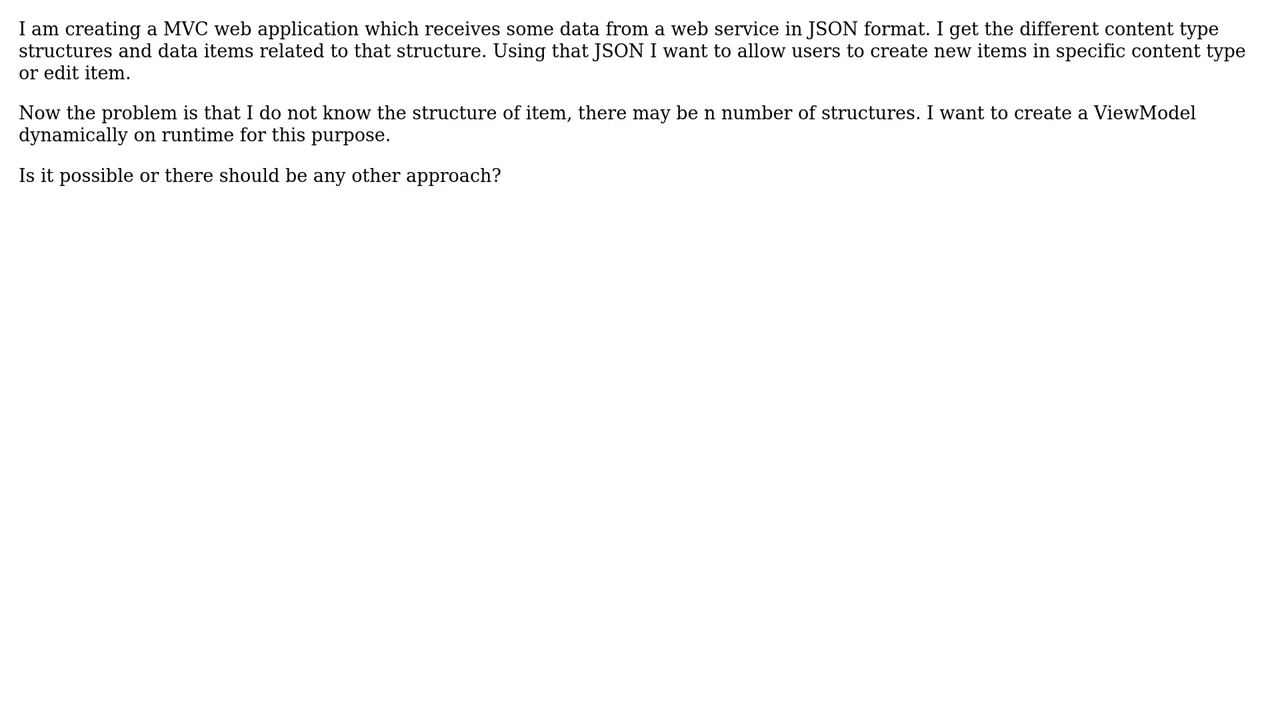 I am creating a MVC web application which receives some data from a web service in JSON format. I get the different content type
structures and data items related to that structure. Using that JSON I want to allow users to create new items in specific content type
or edit item.
Now the problem is that I do not know the structure of item, there may be n number of structures. I want to create a ViewModel
dynamically on runtime for this purpose.
Is it possible or there should be any other approach?